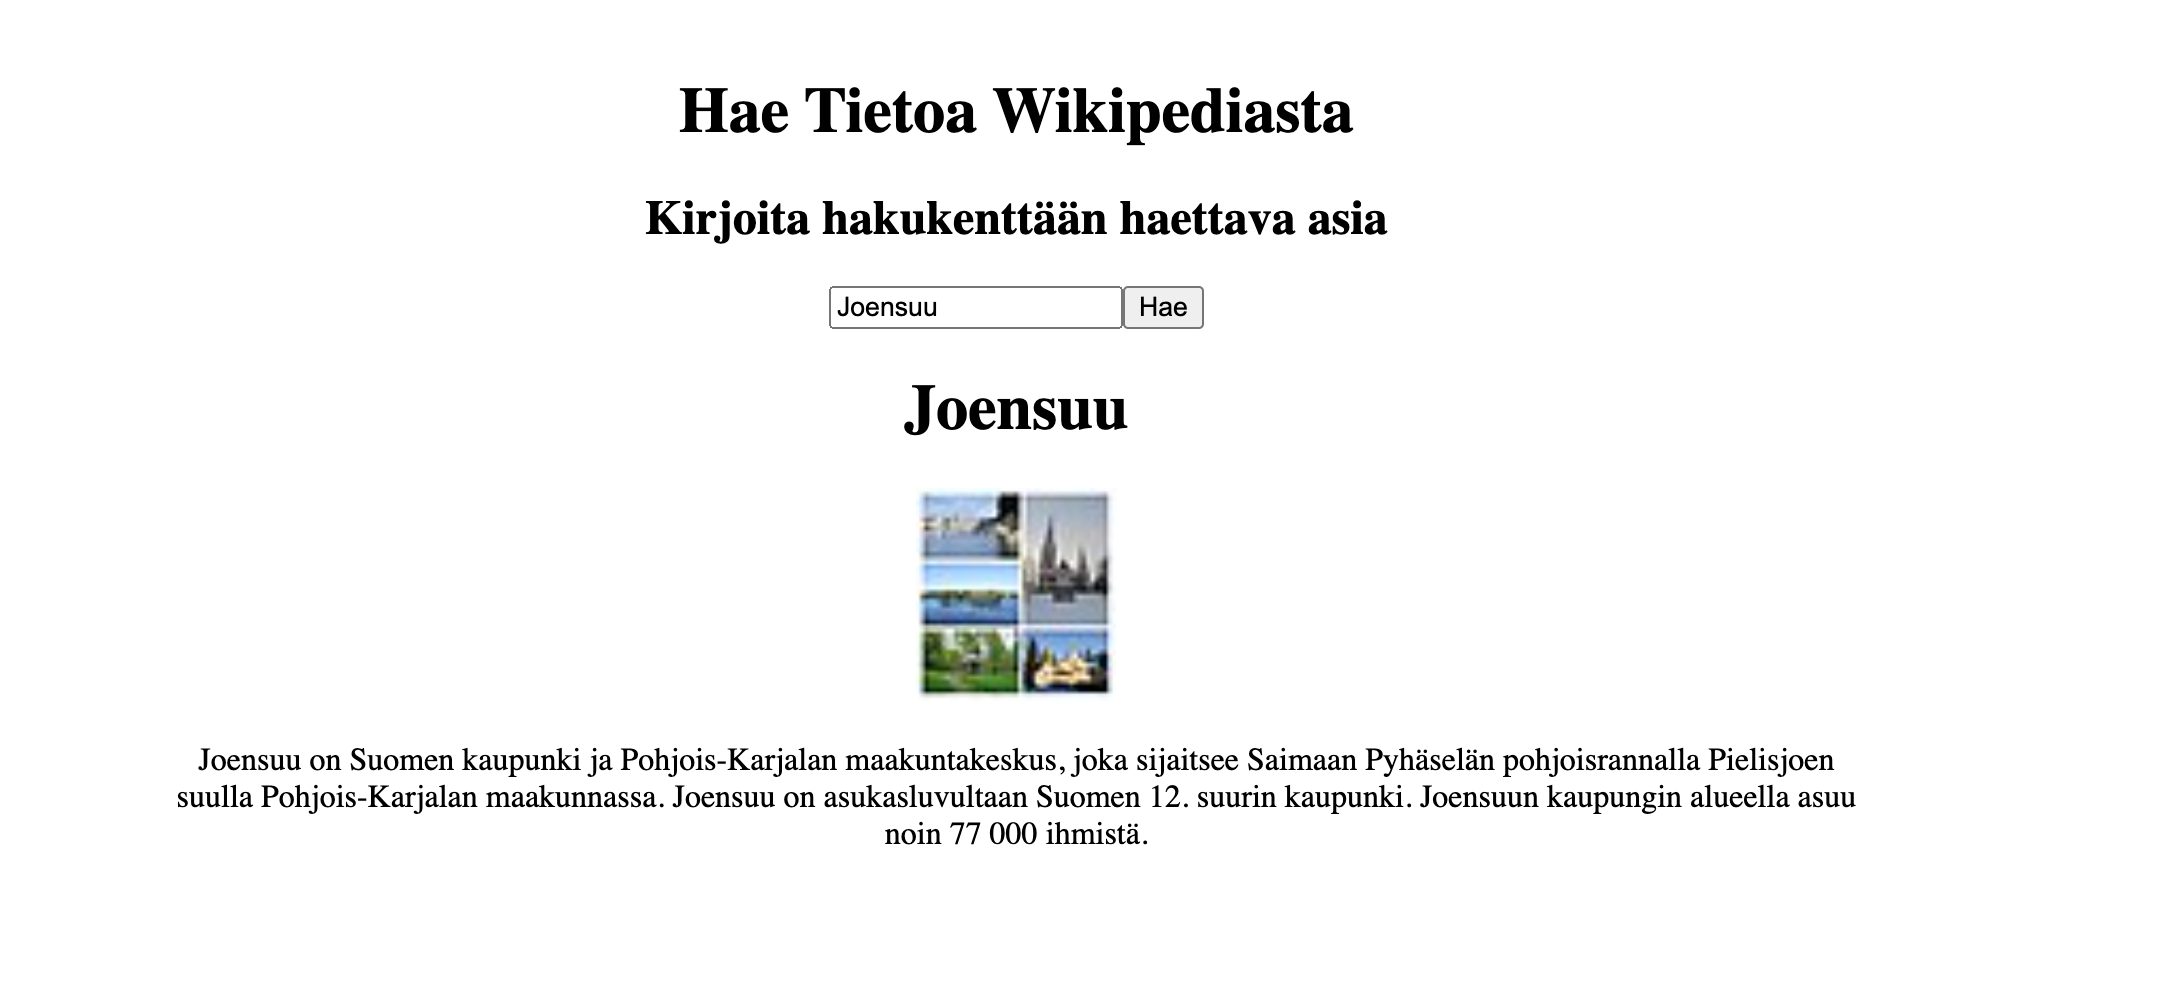 Hae Tietoa Wikipediasta
Kirjoita hakukenttään haettava asia
Joensuu Hae
Joensuu
Joensuu on Suomen kaupunki ja Pohjois-Karjalan maakuntakeskus, joka sijaitsee Saimaan Pyhäselän pohjoisrannalla Pielisjoen
suulla Pohjois-Karjalan maakunnassa. Joensuu on asukasluvultaan Suomen 12. suurin kaupunki. Joensuun kaupungin alueella asuu
noin 77 000 ihmistä.